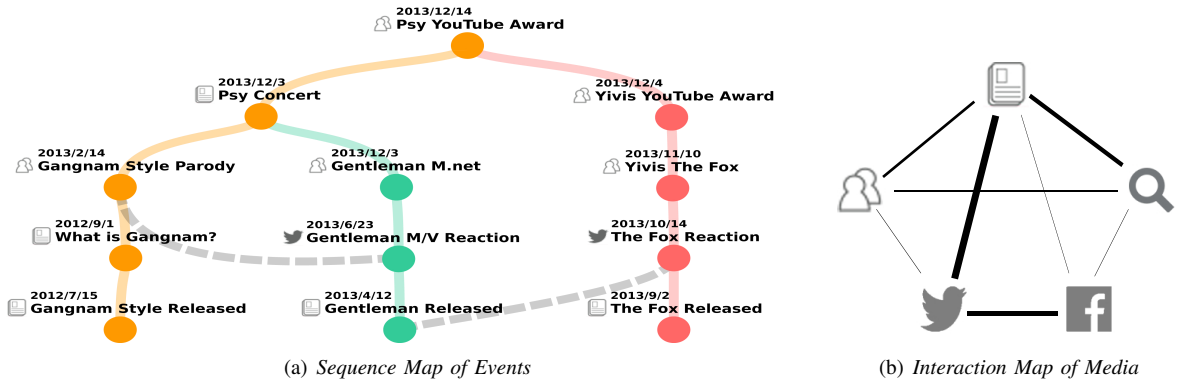 2013/12/14
Psy YouTube Award
2013/12/3
Psy Concert
2013/12/4
Yivis YouTube Award
2013/2/14
Gangnam Style Parody
2013/12/3
Gentleman M.net
2013/11/10
Yivis The Fox
2012/9/1
What is Gangnam?
2013/6/23
Gentleman M/V Reaction
2013/10/14
The Fox Reaction
2012/7/15
Gangnam Style Released
2013/4/12
Gentleman Released
2013/9/2
The Fox Released
(a) Sequence Map of Events
(b) Interaction Map of Media